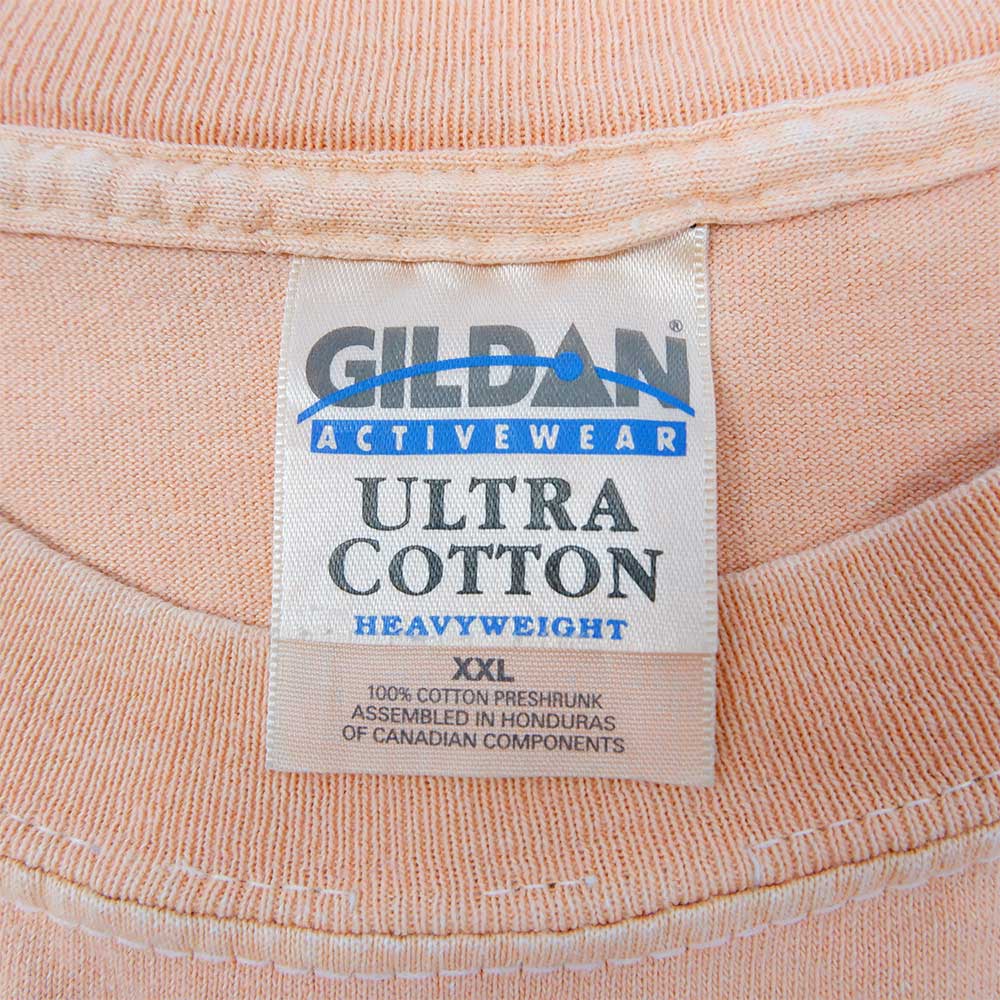 GILDAN®
ACTIVEWEAR
ULTRA
COTTON
HEAVYWEIGHT
XXL
100% COTTON PRESHRUNK
ASSEMBLED IN HONDURAS
OF CANADIAN COMPONENTS